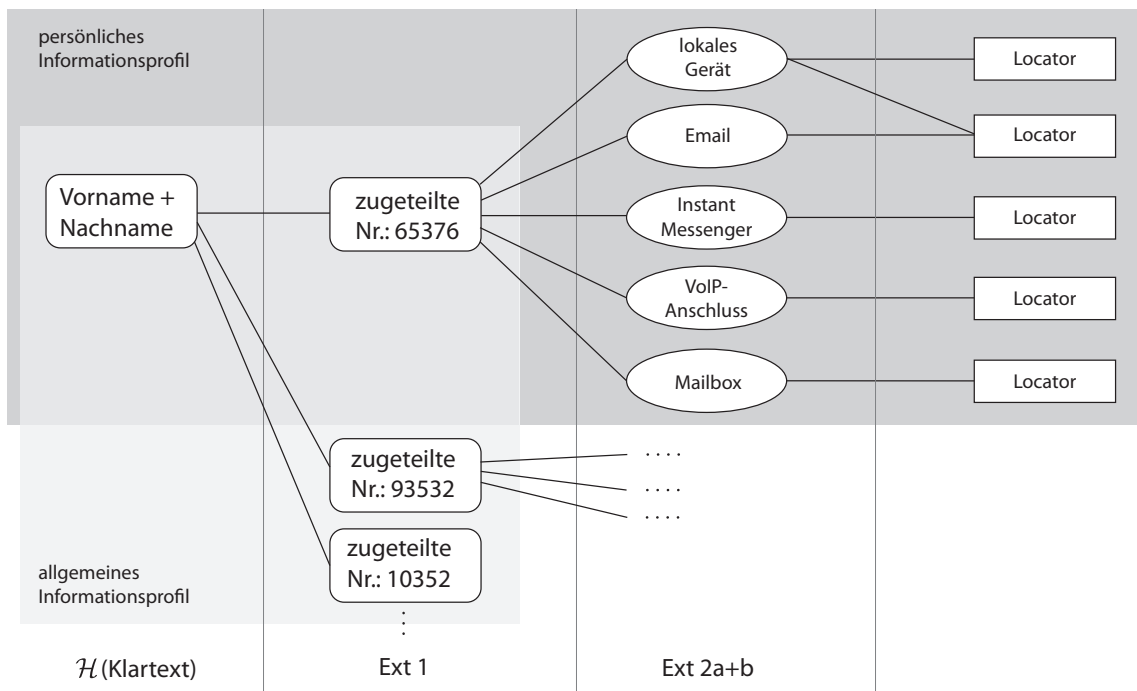 persönliches
Informationsprofil
lokales
Gerät
Locator
Email
Locator
Vorname +
Nachname
zugeteilte
Nr.: 65376
Instant
Messenger
Locator
VoIP-
Anschluss
Locator
Mailbox
Locator
zugeteilte
Nr.: 93532
. . . .
. . . .
. . . .
zugeteilte
Nr.: 10352
allgemeines
Informationsprofil
ℋ(Klartext)
Ext 1
Ext 2a+b